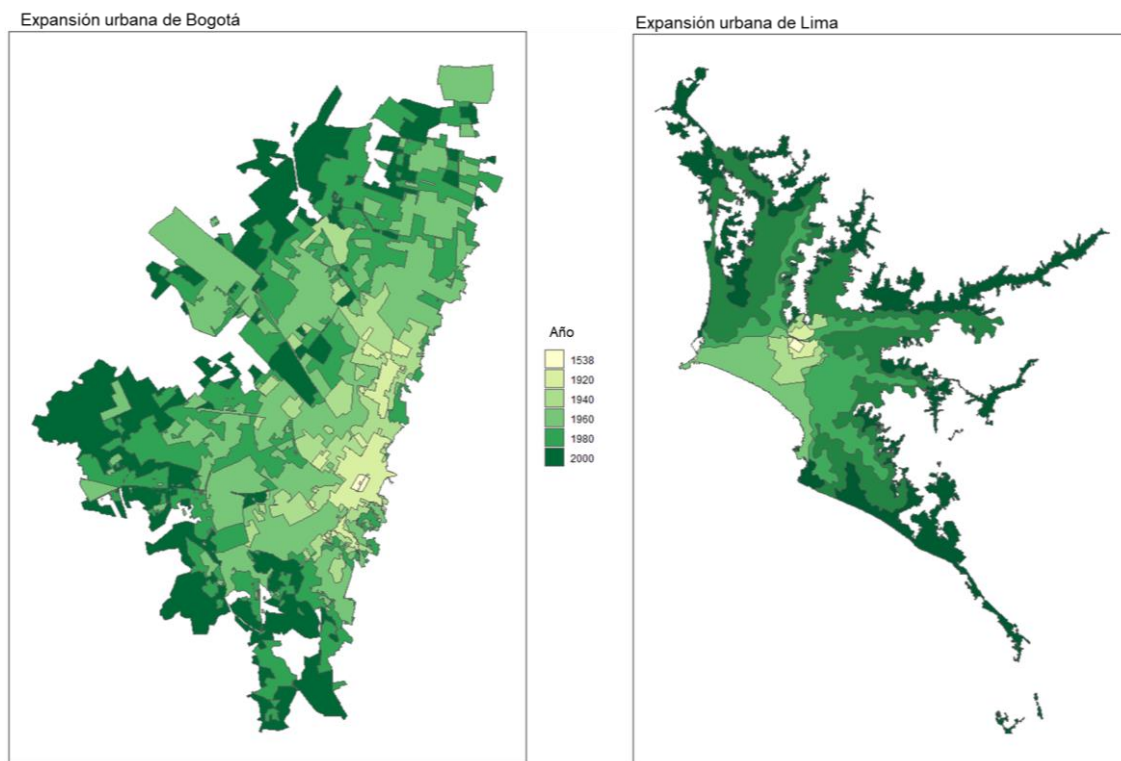 Expansión urbana de Bogotá
Expansión urbana de Lima
Año
1538
1920
1940
1960
1980
2000